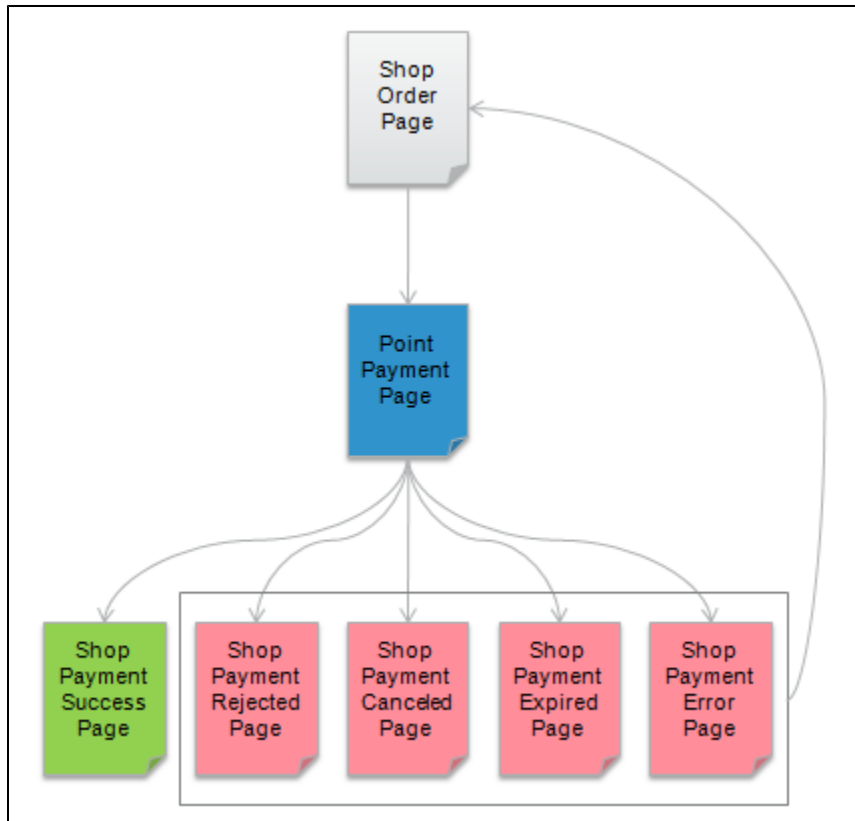 Shop
Order
Page
Point
Payment
Page
Shop
Payment
Success
Page
Shop
Payment
Rejected
Page
Shop
Payment
Canceled
Page
Shop
Payment
Expired
Page
Shop
Payment
Error
Page